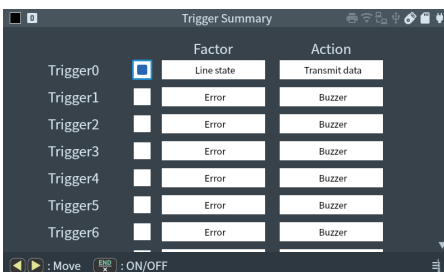 0 Trigger Summary
Factor Action
Trigger0 Line state Transmit data
Trigger1 Error Buzzer
Trigger2 Error Buzzer
Trigger3 Error Buzzer
Trigger4 Error Buzzer
Trigger5 Error Buzzer
Trigger6 Error Buzzer
: Move END : ON/OFF